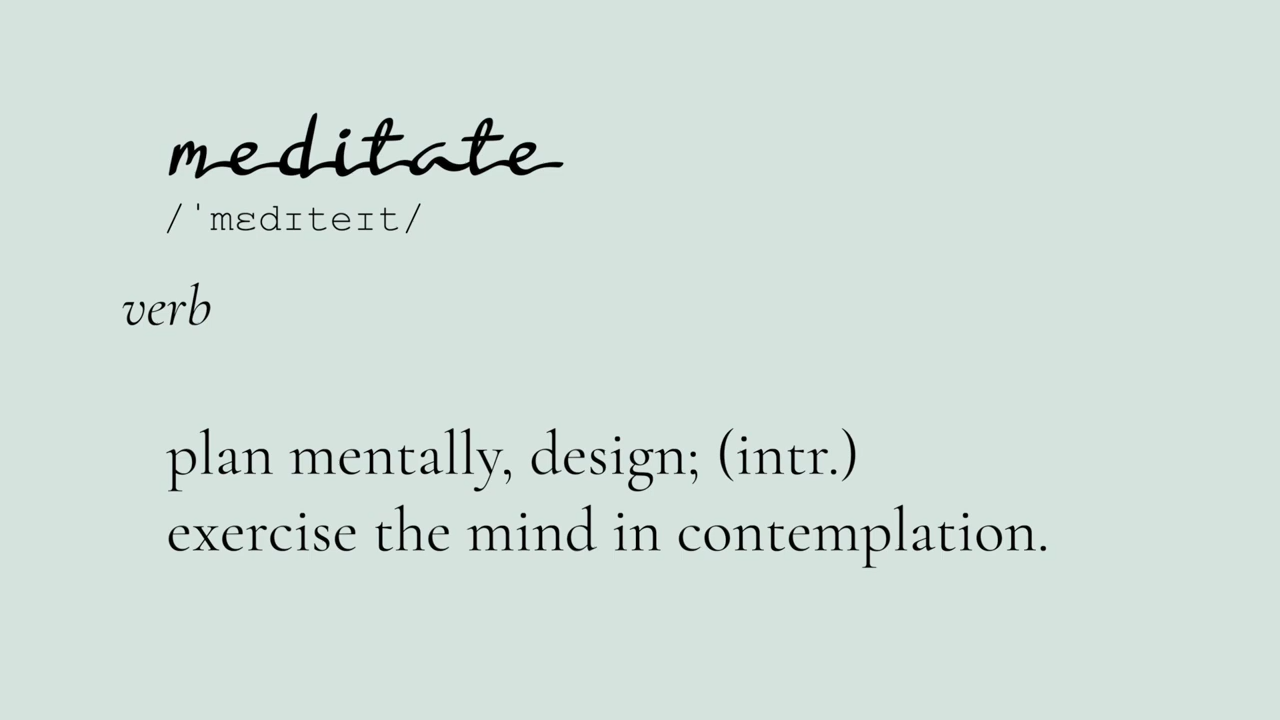 meditate
/ˈmɛdɪteɪt/
verb
plan mentally, design; (intr.)
exercise the mind in contemplation.